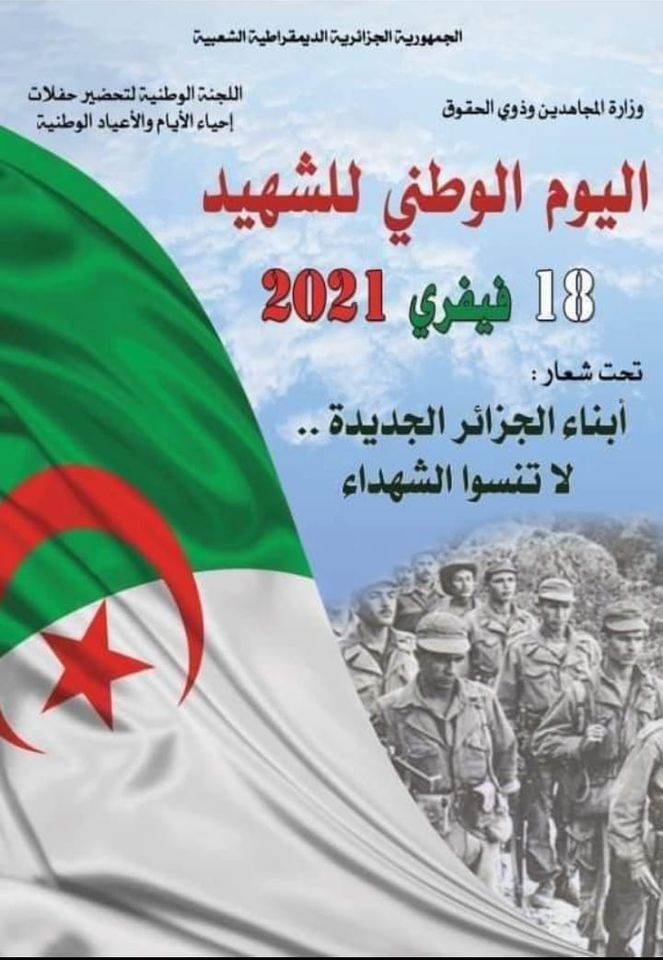 الجمهورية الجزائرية الديمقراطية الشعبية
وزارة المجاهدين وذوي الحقوق
اللجنة الوطنية لتحضير حفلات
إحياء الأيام والأعياد الوطنية
اليوم الوطني للشهيد
18 فيفري 2021
تحت شعار :
أبناء الجزائر الجديدة ..
لا تنسوا الشهداء